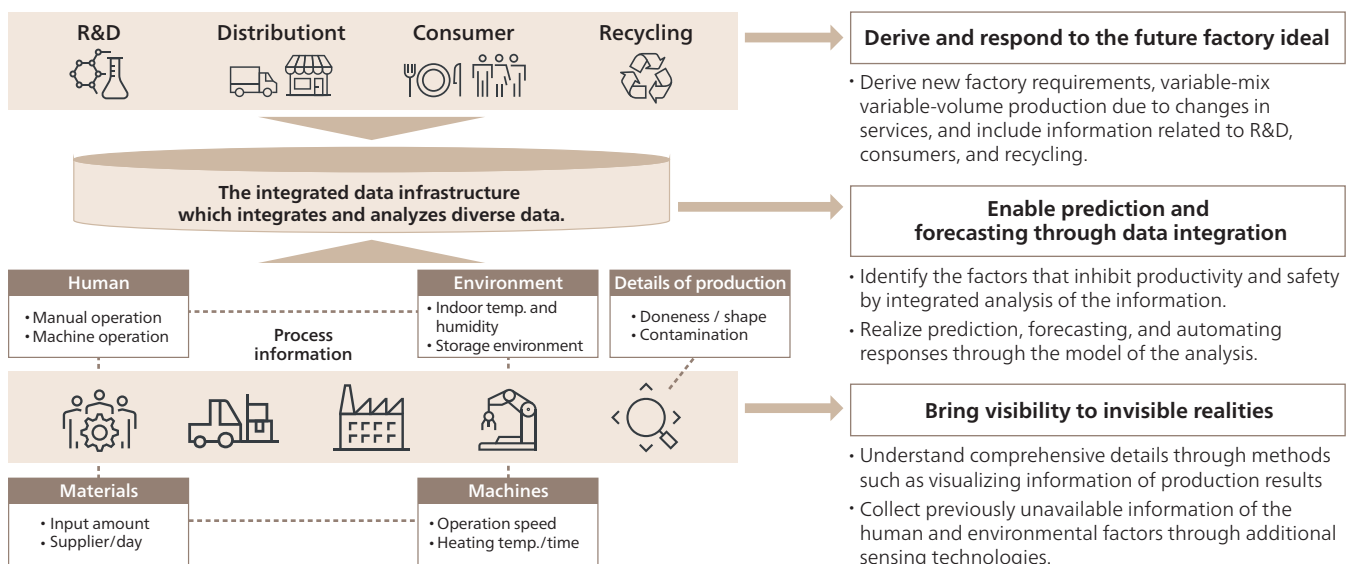 R&D
Distributiont
Consumer
Recycling
The integrated data infrastructure
which integrates and analyzes diverse data.
Human
• Manual operation
• Machine operation
Process
information
Environment
• Indoor temp. and
humidity
• Storage environment
Details of production
• Doneness / shape
• Contamination
Materials
• Input amount
• Supplier/day
Machines
• Operation speed
• Heating temp./time
Derive and respond to the future factory ideal
• Derive new factory requirements, variable-mix
variable-volume production due to changes in
services, and include information related to R&D,
consumers, and recycling.
Enable prediction and
forecasting through data integration
• Identify the factors that inhibit productivity and safety
by integrated analysis of the information.
• Realize prediction, forecasting, and automating
responses through the model of the analysis.
Bring visibility to invisible realities
• Understand comprehensive details through methods
such as visualizing information of production results
• Collect previously unavailable information of the
human and environmental factors through additional
sensing technologies.